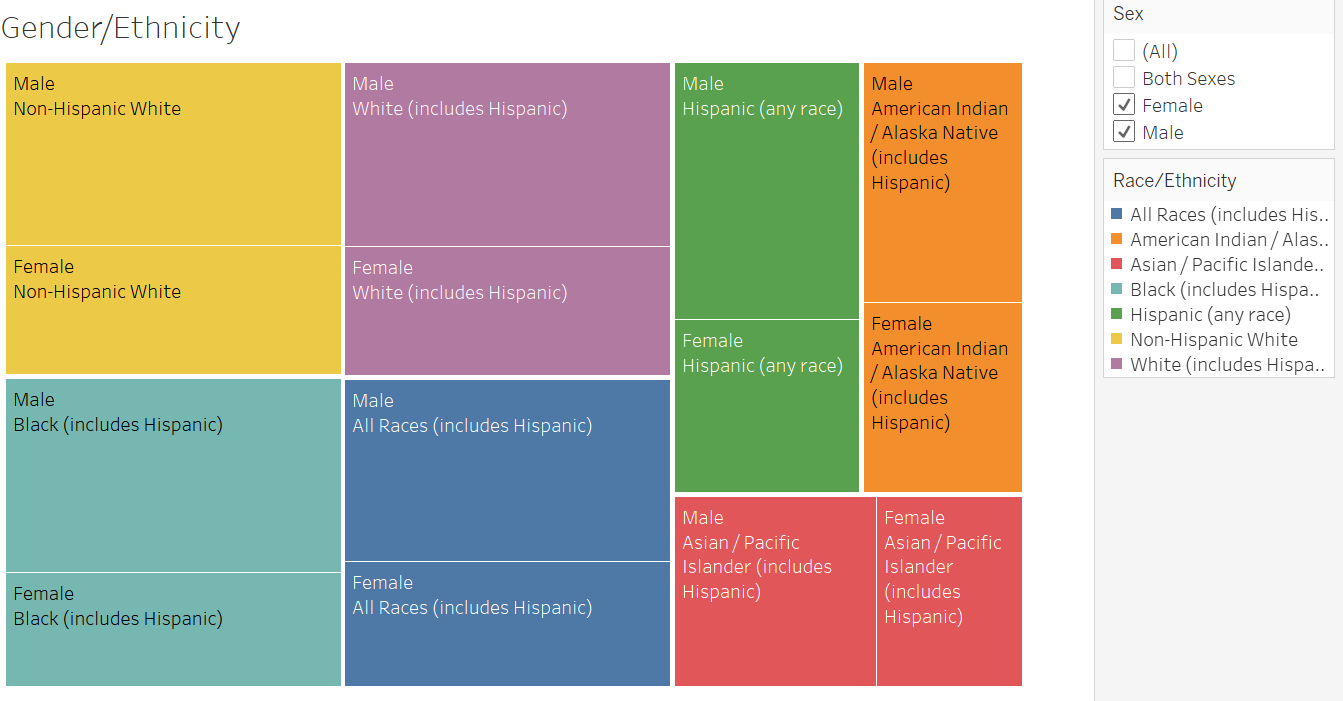 Gender/Ethnicity
Male
Non-Hispanic White
Female
Non-Hispanic White
Male
Black (includes Hispanic)
Female
Black (includes Hispanic)
Male
White (includes Hispanic)
Female
White (includes Hispanic)
Male
All Races (includes Hispanic)
Female
All Races (includes Hispanic)
Male
Hispanic (any race)
Female
Hispanic (any race)
Male
American Indian
/ Alaska Native
(includes
Hispanic)
Female
American Indian
/ Alaska Native
(includes
Hispanic)
Male
Asian / Pacific
Islander (includes
Hispanic)
Female
Asian / Pacific
Islander
(includes
Hispanic)
Sex
(All)
Both Sexes
Female
Male
Race/Ethnicity
All Races (includes His..
American Indian / Alas..
Asian / Pacific Islande..
Black (includes Hispa..
Hispanic (any race)
Non-Hispanic White
White (includes Hispa..